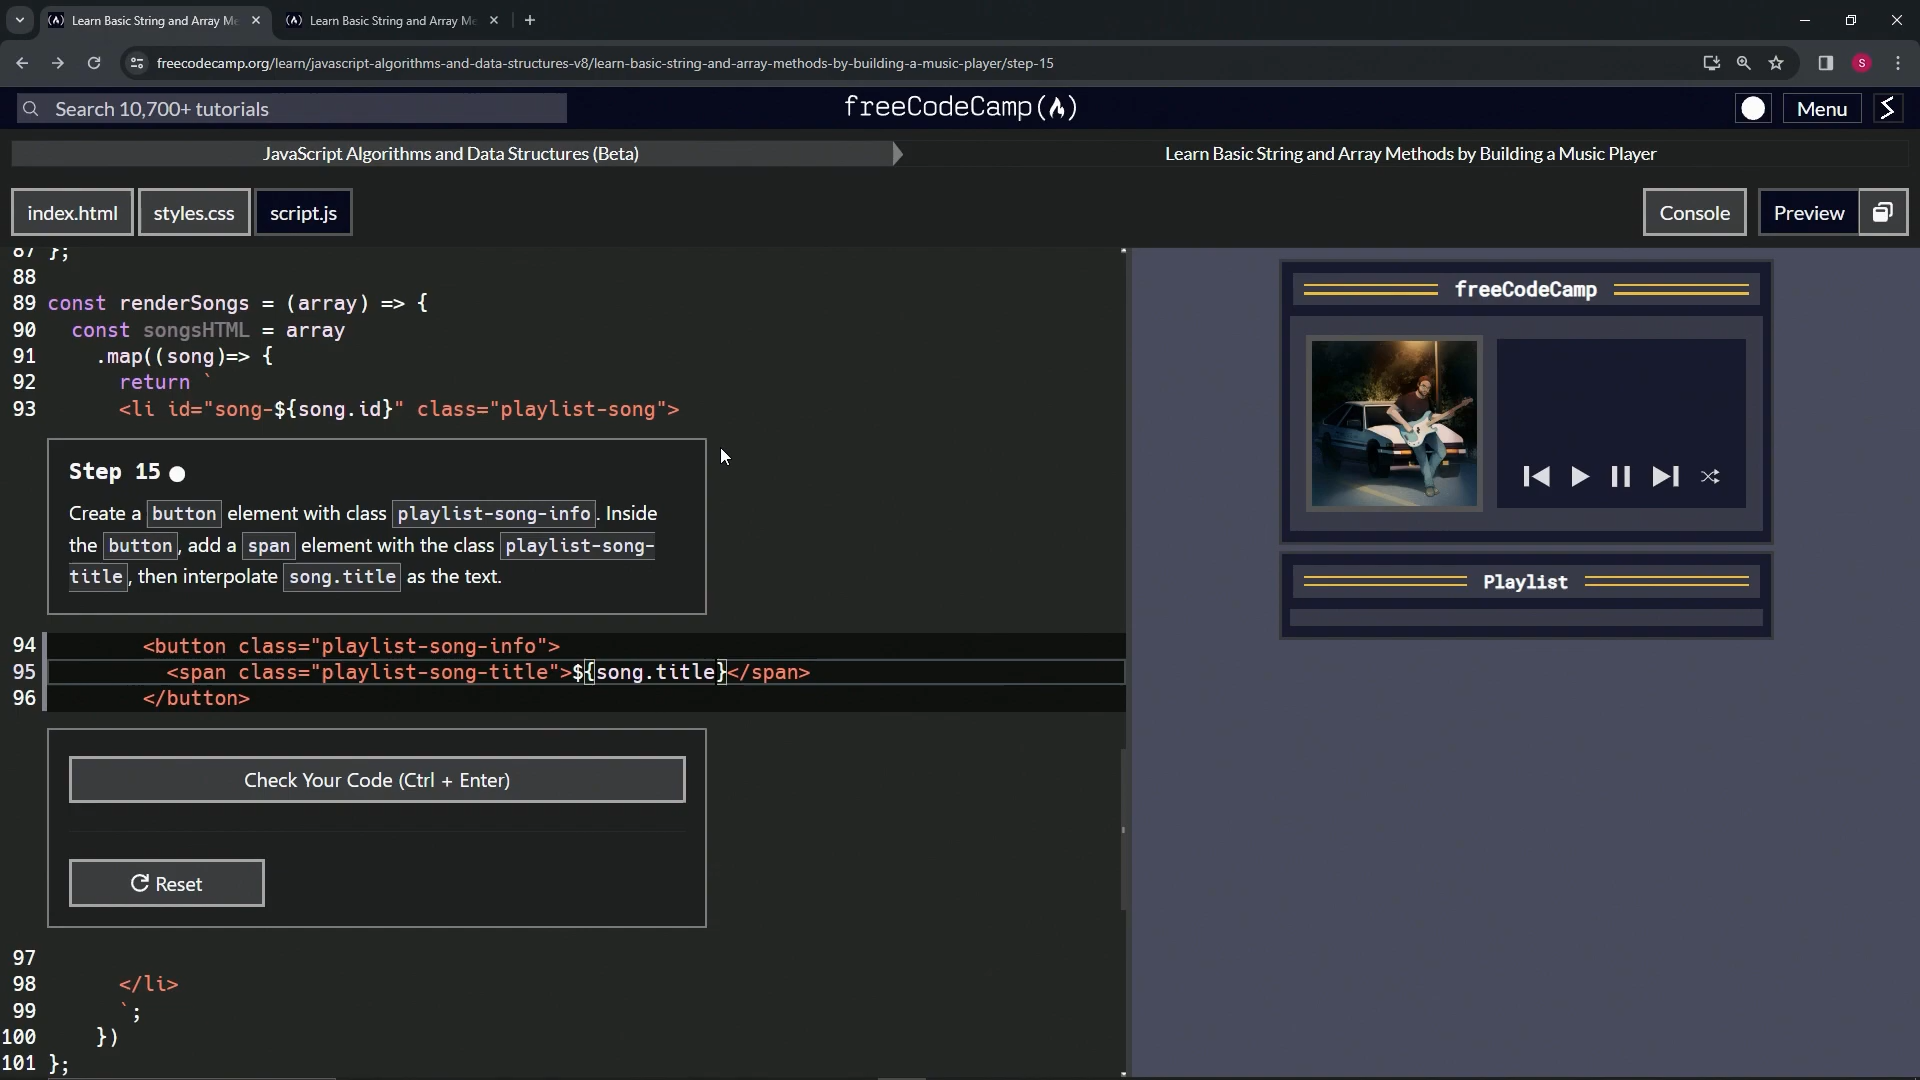 Learn Basic String and Array Me
Learn Basic String and Array Me
freecodecamp.org/learn/javascript-algorithms-and-data-structures-v8/learn-basic-string-and-array-methods-by-building-a-music-player/step-15
S
Search 10,700+ tutorials
freeCodeCamp
Menu
JavaScript Algorithms and Data Structures (Beta)
Learn Basic String and Array Methods by Building a Music Player
index.html
styles.css
script.js
Console
Preview
87 };
88
89 const renderSongs = (array) => {
90 const songsHTML = array
91 .map((song)=> {
92 return `
93 <li id="song-${song.id}" class="playlist-song">
Step 15
Create a button element with class playlist-song-info. Inside
the button, add a span element with the class playlist-song-
title, then interpolate song.title as the text.
94 <button class="playlist-song-info">
95 <span class="playlist-song-title">${song.title}</span>
96 </button>
Check Your Code (Ctrl + Enter)
Reset
97
98 </li>
99 `;
100 })
101 };
freeCodeCamp
Playlist